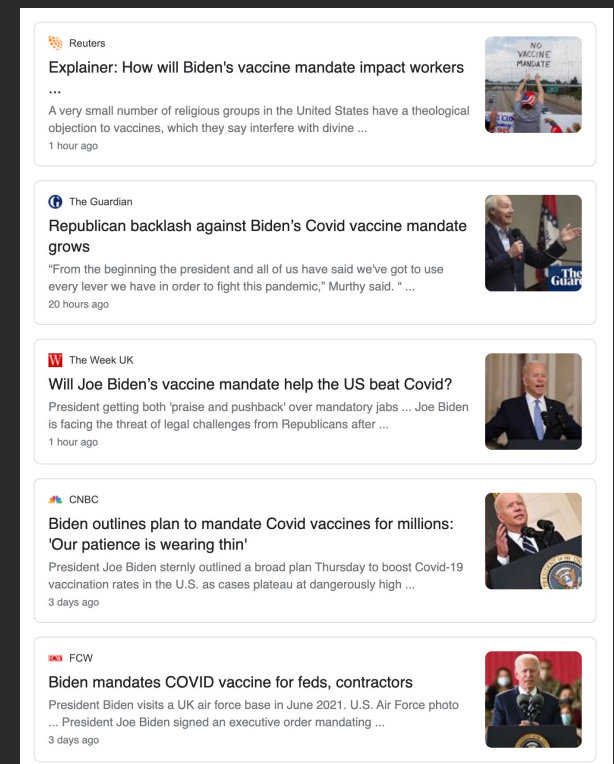 Reuters
Explainer: How will Biden's vaccine mandate impact workers
...
A very small number of religious groups in the United States have a theological
objection to vaccines, which they say interfere with divine ...
1 hour ago
NO
VACCINE
MANDATE
The Guardian
Republican backlash against Biden’s Covid vaccine mandate
grows
“From the beginning the president and all of us have said we've got to use
every lever we have in order to fight this pandemic,” Murthy said. “ ...
20 hours ago
The
Guar
W
The Week UK
Will Joe Biden’s vaccine mandate help the US beat Covid?
President getting both 'praise and pushback' over mandatory jabs ... Joe Biden
is facing the threat of legal challenges from Republicans after ...
1 hour ago
CNBC
Biden outlines plan to mandate Covid vaccines for millions:
'Our patience is wearing thin'
President Joe Biden sternly outlined a broad plan Thursday to boost Covid-19
vaccination rates in the U.S. as cases plateau at dangerously high ...
3 days ago
FCW
FCW
Biden mandates COVID vaccine for feds, contractors
President Biden visits a UK air force base in June 2021. U.S. Air Force photo
... President Joe Biden signed an executive order mandating ...
3 days ago